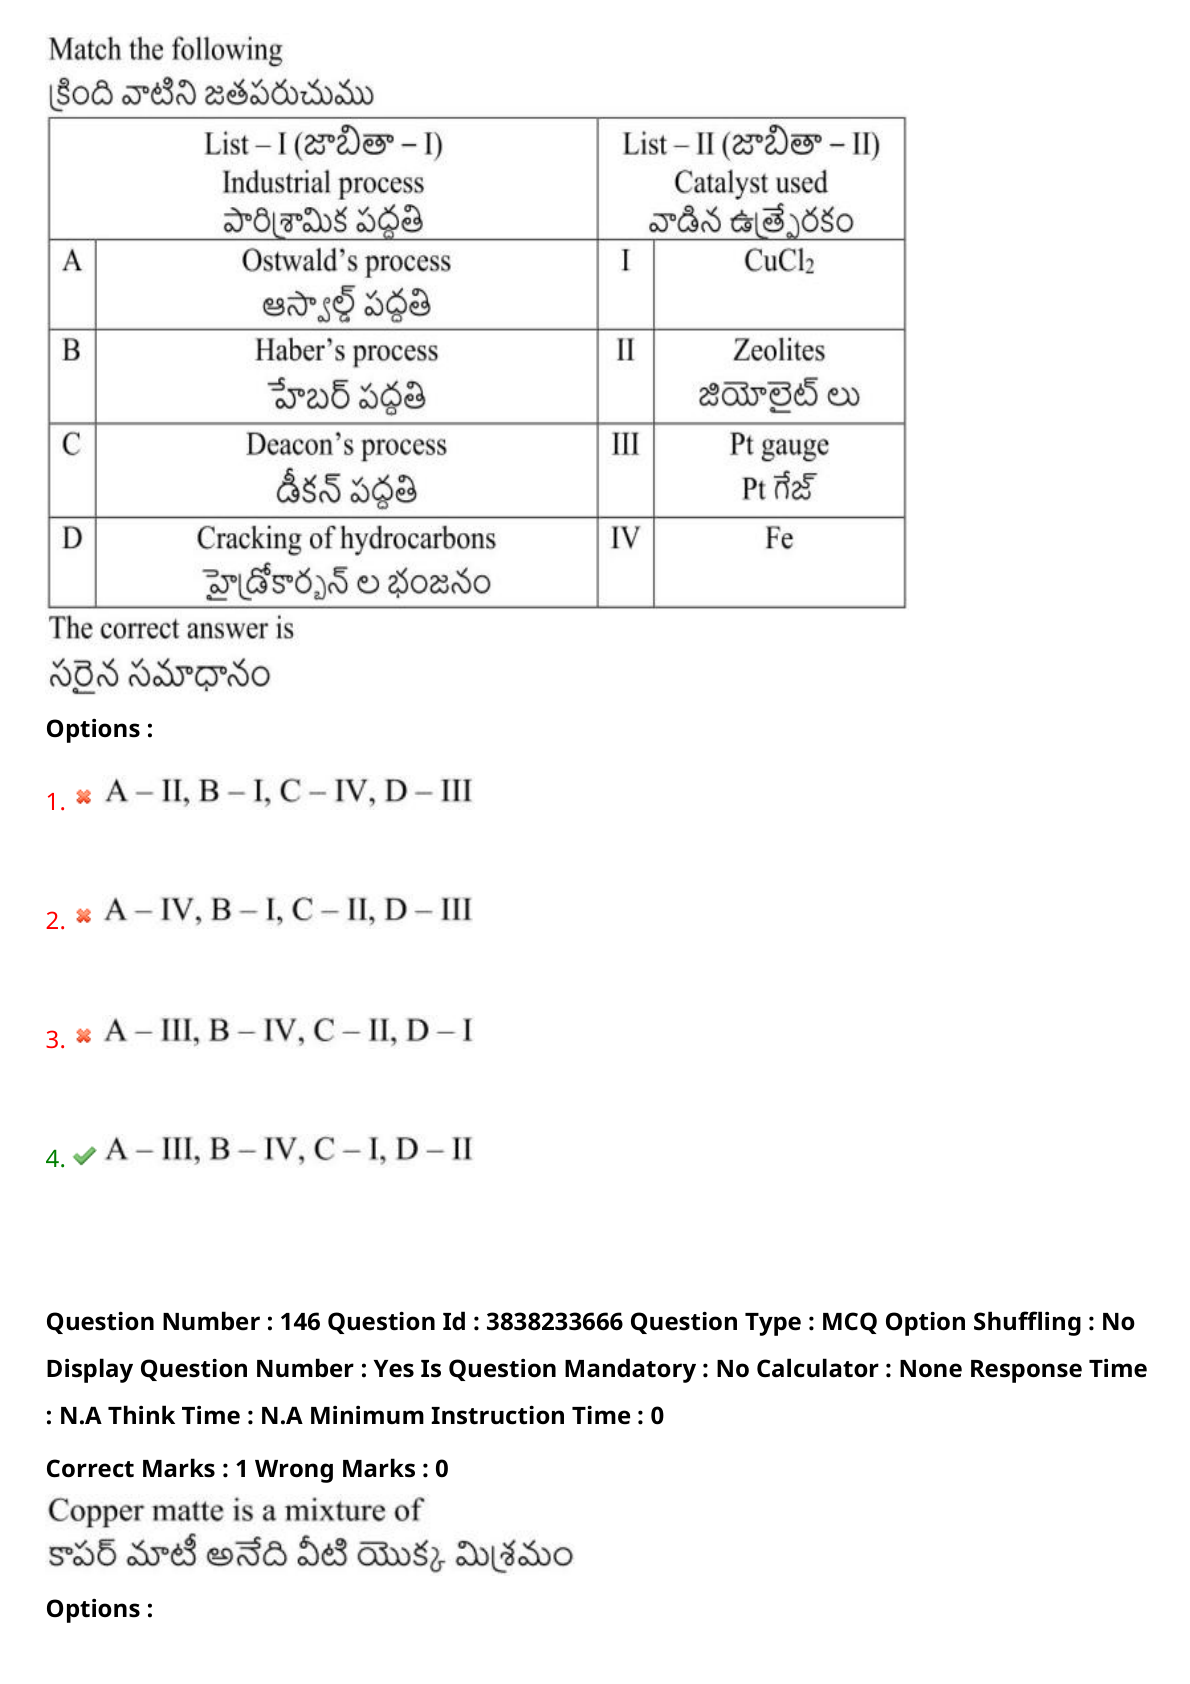 Match the following
క్రింది వాటిని జతపరుచుము
List – I (జాబితా – I)
Industrial process
పారిశ్రామిక పద్ధతి
List – II (జాబితా – II)
Catalyst used
వాడిన ఉత్ప్రేరకం
A
Ostwald’s process
ఆస్వాల్డ్ పద్ధతి
I
CuCl₂
B
Haber’s process
హేబర్ పద్ధతి
II
Zeolites
జియోలైట్ లు
C
Deacon’s process
డీకన్ పద్ధతి
III
Pt gauge
Pt గేజ్
D
Cracking of hydrocarbons
హైడ్రోకార్బన్ ల భంజనం
IV
Fe
The correct answer is
సరైన సమాధానం
Options :
1. A – II, B – I, C – IV, D – III
2. A – IV, B – I, C – II, D – III
3. A – III, B – IV, C – II, D – I
4. A – III, B – IV, C – I, D – II
Question Number : 146 Question Id : 3838233666 Question Type : MCQ Option Shuffling : No
Display Question Number : Yes Is Question Mandatory : No Calculator : None Response Time
: N.A Think Time : N.A Minimum Instruction Time : 0
Correct Marks : 1 Wrong Marks : 0
Copper matte is a mixture of
కాపర్ మాటీ అనేది వీటి యొక్క మిశ్రమం
Options :